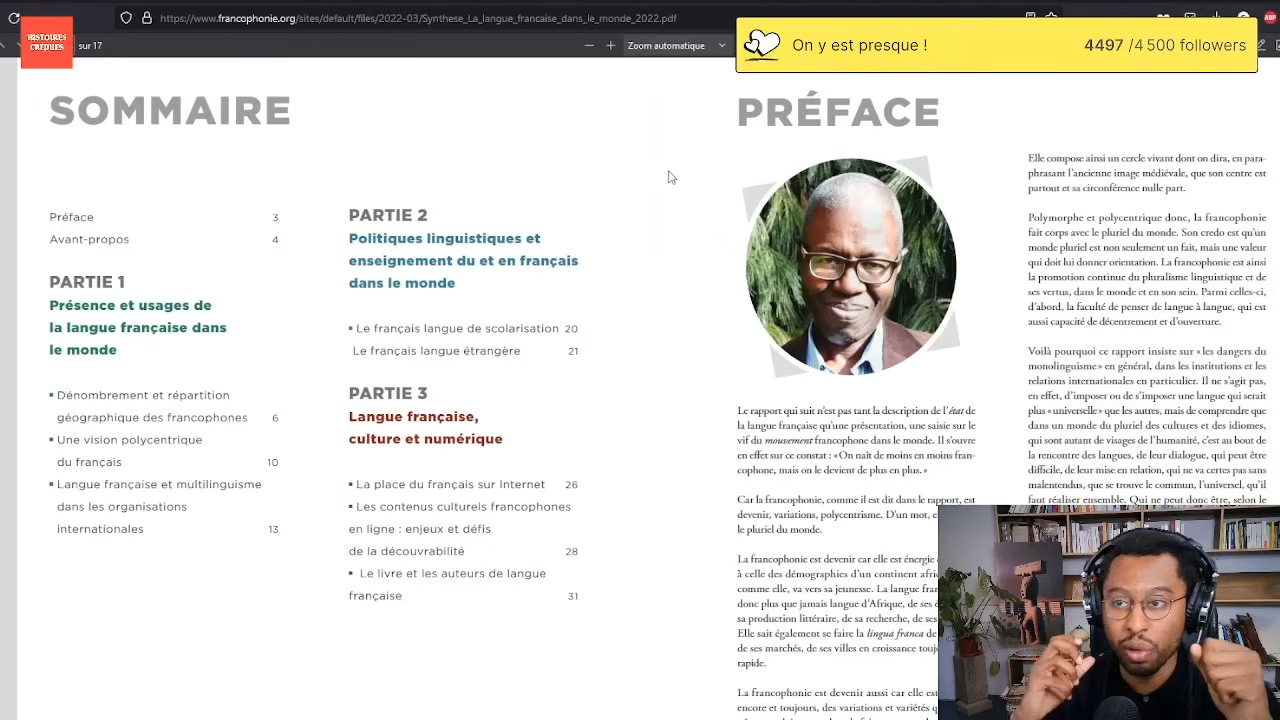 https://www.francophonie.org/sites/default/files/2022-03/Synthese_La_langue_francaise_dans_le_monde_2022.pdf
HISTOIRES
CRÉPUES
sur 17
Zoom automatique
On y est presque !
4497 /4 500 followers
SOMMAIRE
Préface 3
Avant-propos 4
PARTIE 1
Présence et usages de
la langue française dans
le monde
Dénombrement et répartition
géographique des francophones 6
Une vision polycentrique
du français 10
Langue française et multilinguisme
dans les organisations
internationales 13
PARTIE 2
Politiques linguistiques et
enseignement du et en français
dans le monde
Le français langue de scolarisation 20
Le français langue étrangère 21
PARTIE 3
Langue française,
culture et numérique
La place du français sur Internet 26
Les contenus culturels francophones
en ligne : enjeux et défis
de la découvrabilité 28
Le livre et les auteurs de langue
française 31
PRÉFACE
Le rapport qui suit n'est pas tant la description de l'état de
la langue française qu'une présentation, une saisie sur le
vif du mouvement francophone dans le monde. Il s'ouvre
en effet sur ce constat : « On naît de moins en moins fran-
cophone, mais on le devient de plus en plus. »
Car la francophonie, comme il est dit dans le rapport, est
devenir, variations, polycentrisme. D'un mot, e
le pluriel du monde.
La francophonie est devenir car elle est énergie
à celle des démographies d'un continent afri
comme elle, va vers sa jeunesse. La langue fran
donc plus que jamais langue d'Afrique, de ses
sa production littéraire, de sa recherche, de ses
Elle sait également se faire la lingua franca de
de ses marchés, de ses villes en croissance touj
rapide.
La francophonie est devenir aussi car elle est
encore et toujours, des variations et variétés
Elle compose ainsi un cercle vivant dont on dira, en para-
phrasant l'ancienne image médiévale, que son centre est
partout et sa circonférence nulle part.
Polymorphe et polycentrique donc, la francophonie
fait corps avec le pluriel du monde. Son credo est qu'un
monde pluriel est non seulement un fait, mais une valeur
qui doit lui donner orientation. La francophonie est ainsi
la promotion continue du pluralisme linguistique et de
ses vertus, dans le monde et en son sein. Parmi celles-ci,
d'abord, la faculté de penser de langue à langue, qui est
aussi capacité de décentrement et d'ouverture.
Voilà pourquoi ce rapport insiste sur « les dangers du
monolinguisme » en général, dans les institutions et les
relations internationales en particulier. Il ne s'agit pas,
en effet, d'imposer ou de s'imposer une langue qui serait
plus « universelle » que les autres, mais de comprendre que
dans un monde du pluriel des cultures et des idiomes,
qui sont autant de visages de l'humanité, c'est au bout de
la rencontre des langues, de leur dialogue, qui peut être
difficile, de leur mise en relation, qui ne va certes pas sans
malentendus, que se trouve le commun, l'universel, qu'il
faut réaliser ensemble. Qui ne peut donc être, selon le